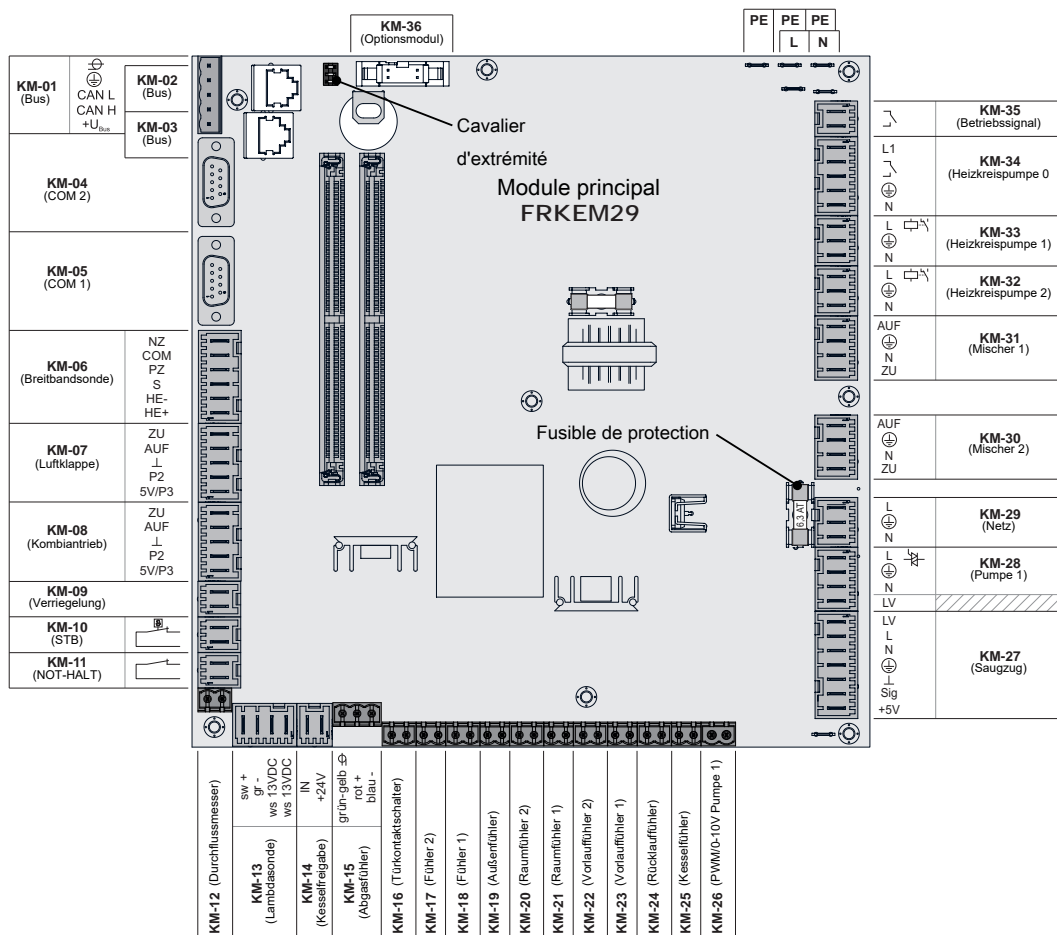 KM-36
(Optionsmodul)
PE PE PE
L N
KM-01
(Bus)
CAN L
CAN H
+U Bus
KM-02
(Bus)
KM-03
(Bus)
KM-04
(COM 2)
KM-05
(COM 1)
KM-06
(Breitbandsonde)
NZ
COM
PZ
S
HE-
HE+
KM-07
(Luftklappe)
ZU
AUF
⊥
P2
5V/P3
KM-08
(Kombiantrieb)
ZU
AUF
⊥
P2
5V/P3
KM-09
(Verriegelung)
KM-10
(STB)
KM-11
(NOT-HALT)
Cavalier
d'extrémité
Module principal
FRKEM29
Fusible de protection
6,3 AT
KM-35
(Betriebssignal)
L1
N
KM-34
(Heizkreispumpe 0
L
N
KM-33
(Heizkreispumpe 1)
L
N
KM-32
(Heizkreispumpe 2)
AUF
N
ZU
KM-31
(Mischer 1)
AUF
N
ZU
KM-30
(Mischer 2)
L
N
KM-29
(Netz)
L
N
LV
KM-28
(Pumpe 1)
LV
L
N
⊥
Sig
+5V
KM-27
(Saugzug)
KM-12 (Durchflussmesser)
sw +
gr -
ws 13VDC
ws 13VDC
KM-13
(Lambdasonde)
IN
+24V
KM-14
(Kesselfreigabe)
grün-gelb
rot +
blau -
KM-15
(Abgasfühler)
KM-16 (Türkontaktschalter)
KM-17 (Fühler 2)
KM-18 (Fühler 1)
KM-19 (Außenfühler)
KM-20 (Raumfühler 2)
KM-21 (Raumfühler 1)
KM-22 (Vorlauffühler 2)
KM-23 (Vorlauffühler 1)
KM-24 (Rücklauffühler)
KM-25 (Kesselfühler)
KM-26 (PWM/0-10V Pumpe 1)